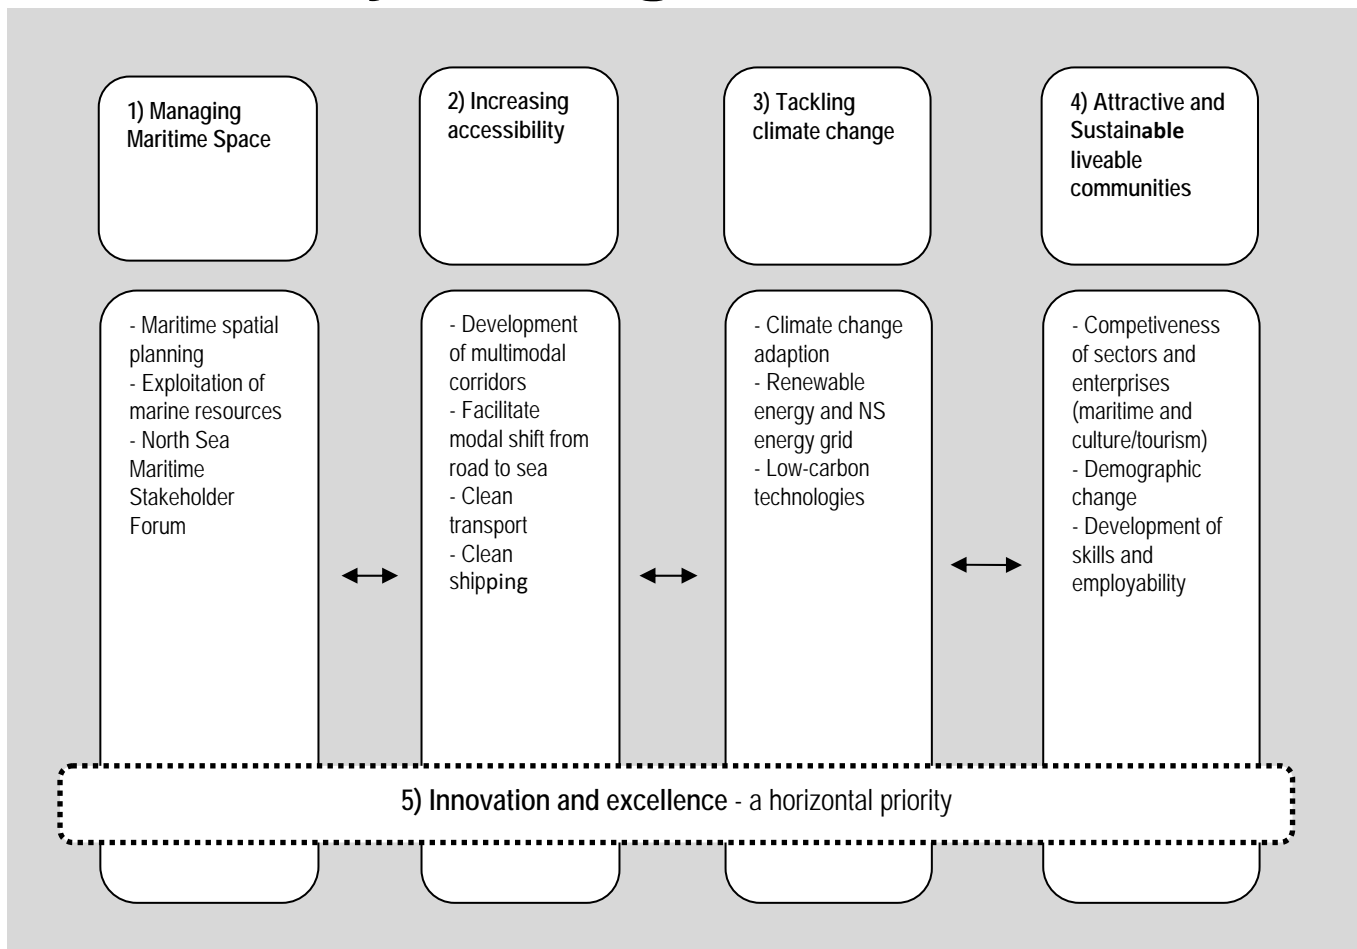 1) Managing
Maritime Space
2) Increasing
accessibility
3) Tackling
climate change
4) Attractive and
Sustainable
liveable
communities
- Maritime spatial
planning
- Exploitation of
marine resources
- North Sea
Maritime
Stakeholder
Forum
- Development
of multimodal
corridors
- Facilitate
modal shift from
road to sea
- Clean
transport
- Clean
shipping
- Climate change
adaption
- Renewable
energy and NS
energy grid
- Low-carbon
technologies
- Competiveness
of sectors and
enterprises
(maritime and
culture/tourism)
- Demographic
change
- Development of
skills and
employability
5) Innovation and excellence - a horizontal priority